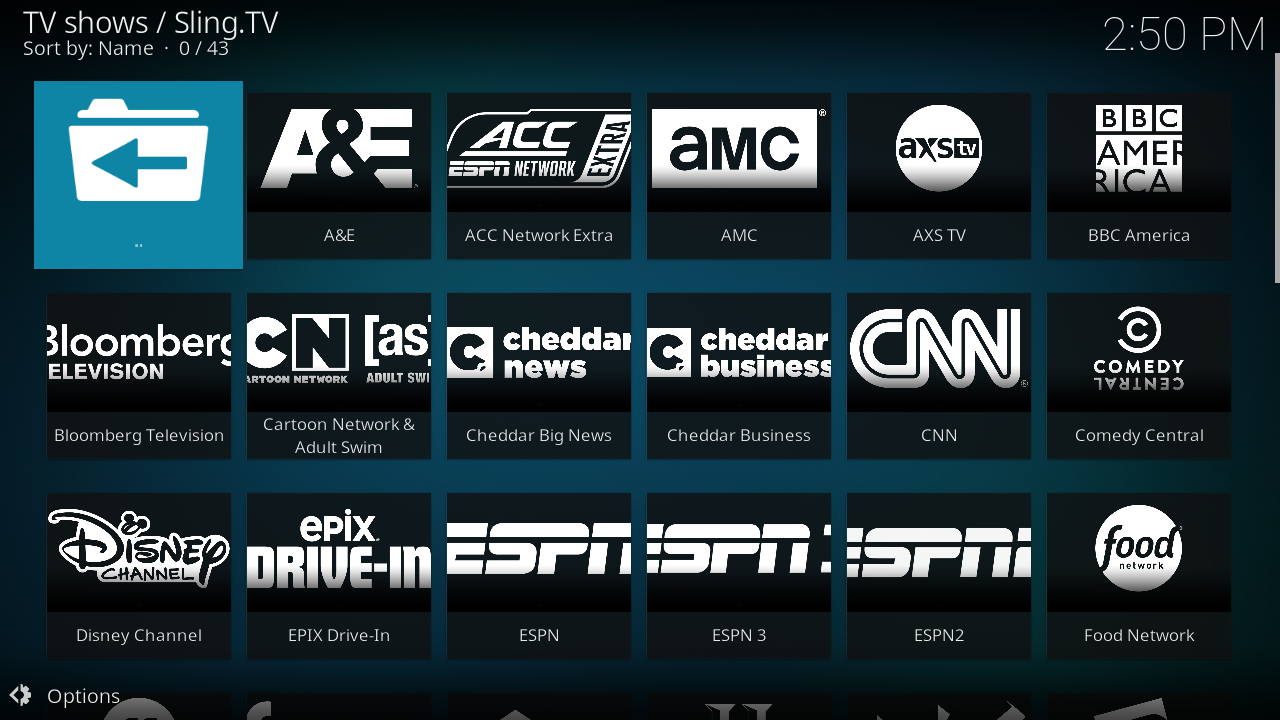 TV shows / Sling.TV
Sort by: Name · 0 / 43
2:50 PM
A&E
ACC
ESPN NETWORK
EXTRA
aMC
axstv
BBC
AMER
RICA
..
A&E
ACC Network Extra
AMC
AXS TV
BBC America
Bloomberg
TELEVISION
CN
[as]
CARTOON NETWORK
ADULT SWI
cheddar
news
cheddar
business
CNN
COMEDY
CENTRAL
Bloomberg Television
Cartoon Network &
Adult Swim
Cheddar Big News
Cheddar Business
CNN
Comedy Central
Disney
CHANNEL
epix
DRIVE-IN
ESPN
ESPN 3
ESPN2
food
network
Disney Channel
EPIX Drive-In
ESPN
ESPN 3
ESPN2
Food Network
Options